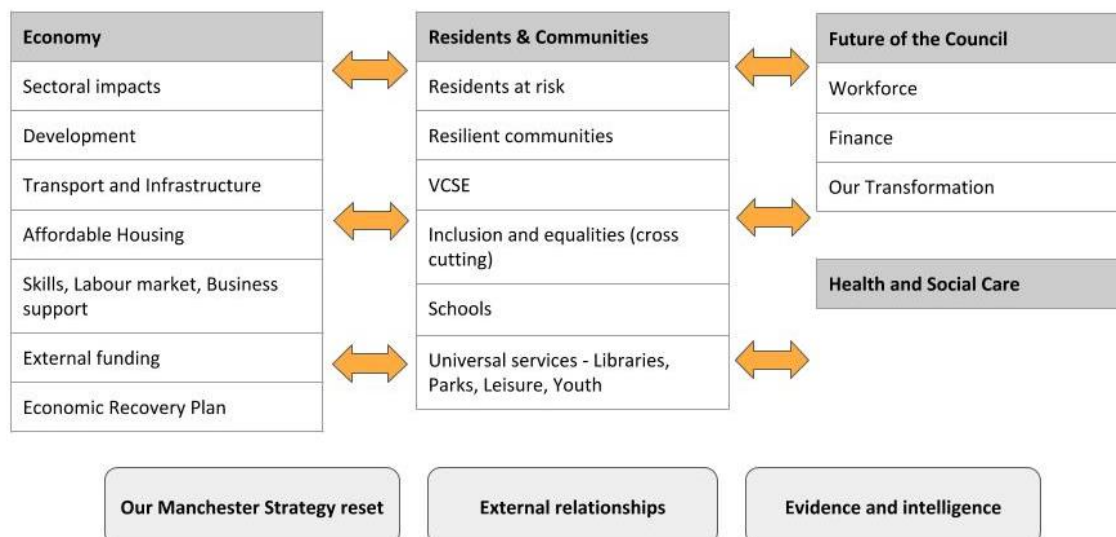 Economy
Sectoral impacts
Development
Transport and Infrastructure
Affordable Housing
Skills, Labour market, Business
support
External funding
Economic Recovery Plan
Residents & Communities
Residents at risk
Resilient communities
VCSE
Inclusion and equalities (cross
cutting)
Schools
Universal services - Libraries,
Parks, Leisure, Youth
Future of the Council
Workforce
Finance
Our Transformation
Health and Social Care
Our Manchester Strategy reset
External relationships
Evidence and intelligence